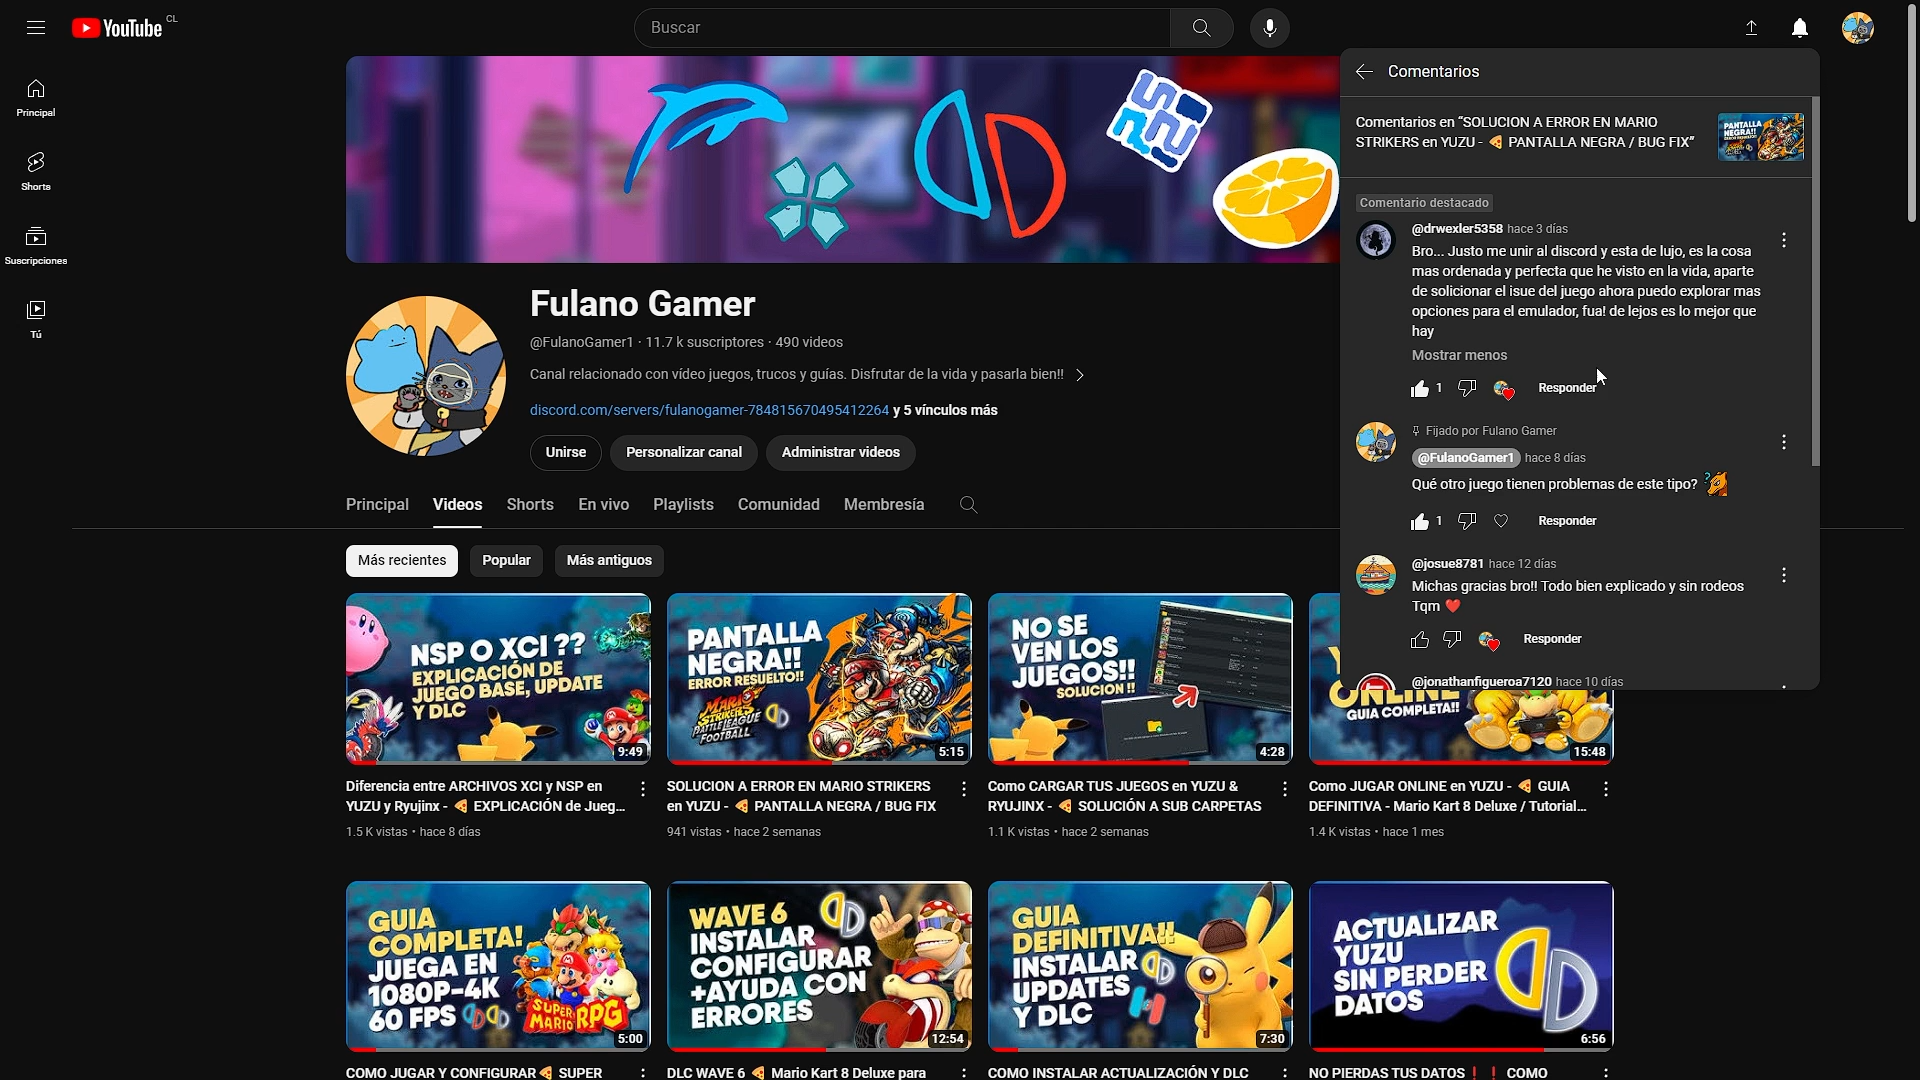 YouTube CL
Buscar
Principal
Shorts
Suscripciones
Tú
Fulano Gamer
@FulanoGamer1 · 11.7 k suscriptores · 490 videos
Canal relacionado con vídeo juegos, trucos y guías. Disfrutar de la vida y pasarla bien!!
discord.com/servers/fulanogamer-784815670495412264 y 5 vínculos más
Unirse
Personalizar canal
Administrar videos
Principal
Videos
Shorts
En vivo
Playlists
Comunidad
Membresía
Más recientes
Popular
Más antiguos
Comentarios
Comentarios en “SOLUCION A ERROR EN MARIO
STRIKERS en YUZU - 🍕 PANTALLA NEGRA / BUG FIX”
PANTALLA
NEGRA!!
Comentario destacado
@drwexler5358 hace 3 días
Bro... Justo me unir al discord y esta de lujo, es la cosa
mas ordenada y perfecta que he visto en la vida, aparte
de solicionar el isue del juego ahora puedo explorar mas
opciones para el emulador, fua! de lejos es lo mejor que
hay
Mostrar menos
1
Responder
Fijado por Fulano Gamer
@FulanoGamer1 hace 8 días
Qué otro juego tienen problemas de este tipo?
1
Responder
@josue8781 hace 12 días
Michas gracias bro!! Todo bien explicado y sin rodeos
Tqm ❤️
Responder
@jonathanfigueroa7120 hace 10 días
NSP O XCI ??
EXPLICACIÓN DE
JUEGO BASE, UPDATE
Y DLC
9:49
Diferencia entre ARCHIVOS XCI y NSP en
YUZU y Ryujinx - 🍕 EXPLICACIÓN de Jueg...
1.5 K vistas • hace 8 días
PANTALLA
NEGRA!!
ERROR RESUELTO!!
MARIO
STRIKERS
BATTLE LEAGUE
FOOTBALL
5:15
SOLUCION A ERROR EN MARIO STRIKERS
en YUZU - 🍕 PANTALLA NEGRA / BUG FIX
941 vistas • hace 2 semanas
NO SE
VEN LOS
JUEGOS!!
SOLUCION !!
4:28
Como CARGAR TUS JUEGOS en YUZU &
RYUJINX - 🍕 SOLUCIÓN A SUB CARPETAS
1.1 K vistas • hace 2 semanas
ONLINE
GUIA COMPLETA!!
15:48
Como JUGAR ONLINE en YUZU - 🍕 GUIA
DEFINITIVA - Mario Kart 8 Deluxe / Tutorial...
1.4 K vistas • hace 1 mes
GUIA
COMPLETA!
JUEGA EN
1080P-4K
60 FPS
SUPER
MARIO RPG
5:00
COMO JUGAR Y CONFIGURAR 🍕 SUPER
WAVE 6
INSTALAR
CONFIGURAR
+AYUDA CON
ERRORES
12:54
DLC WAVE 6 🍕 Mario Kart 8 Deluxe para
GUIA
DEFINITIVA!!
INSTALAR
UPDATES
Y DLC
7:30
COMO INSTALAR ACTUALIZACIÓN Y DLC
ACTUALIZAR
YUZU
SIN PERDER
DATOS
6:56
NO PIERDAS TUS DATOS ❗❗ COMO